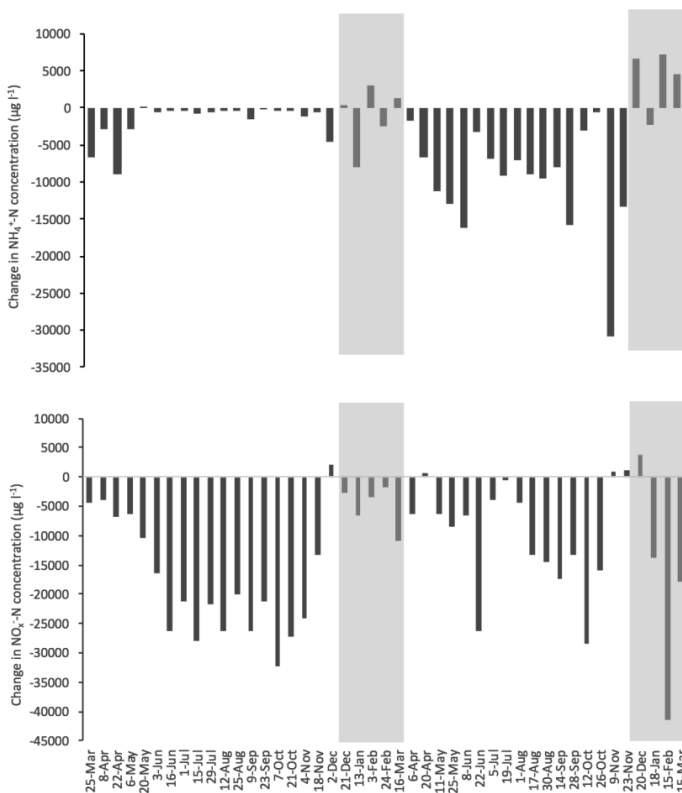 10000
5000
0
-5000
-10000
-15000
-20000
-25000
-30000
-35000
Change in NH₄⁺-N concentration (µg l⁻¹)
10000
5000
0
-5000
-10000
-15000
-20000
-25000
-30000
-35000
-40000
-45000
Change in NOₓ⁻-N concentration (µg l⁻¹)
25-Mar
8-Apr
22-Apr
6-May
20-May
3-Jun
16-Jun
1-Jul
15-Jul
29-Jul
12-Aug
25-Aug
9-Sep
23-Sep
7-Oct
21-Oct
4-Nov
18-Nov
2-Dec
21-Dec
13-Jan
3-Feb
24-Feb
16-Mar
6-Apr
20-Apr
11-May
25-May
8-Jun
22-Jun
5-Jul
19-Jul
1-Aug
17-Aug
30-Aug
14-Sep
28-Sep
12-Oct
26-Oct
9-Nov
23-Nov
20-Dec
18-Jan
15-Feb
15-Mar